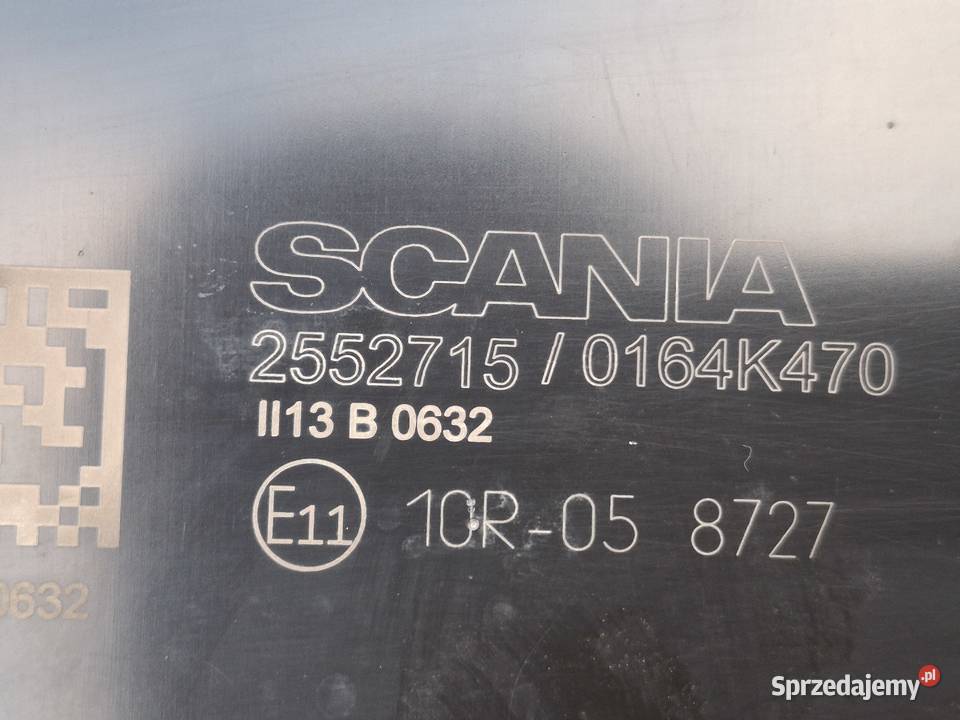 SCANIA
2552715 / 0164K470
II13 B 0632
E11 10R-05 8727
0632
Sprzedajemy.pl